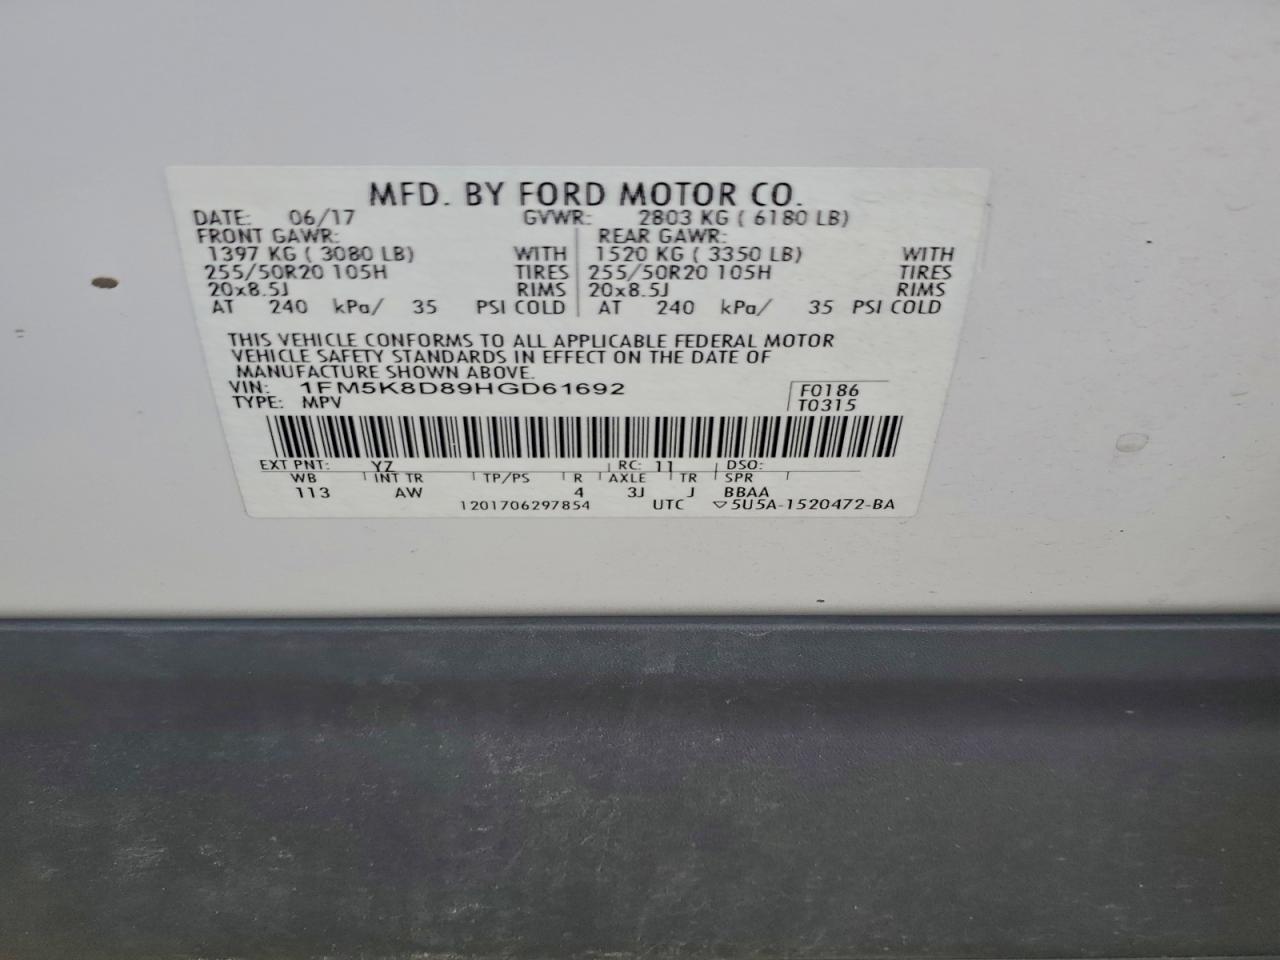 MFD. BY FORD MOTOR CO.
DATE: 06/17 GVWR: 2803 KG ( 6180 LB)
FRONT GAWR: REAR GAWR:
1397 KG ( 3080 LB) WITH 1520 KG ( 3350 LB) WITH
255/50R20 105H TIRES 255/50R20 105H TIRES
20x8.5J RIMS 20x8.5J RIMS
AT 240 kPa/ 35 PSI COLD AT 240 kPa/ 35 PSI COLD
THIS VEHICLE CONFORMS TO ALL APPLICABLE FEDERAL MOTOR
VEHICLE SAFETY STANDARDS IN EFFECT ON THE DATE OF
MANUFACTURE SHOWN ABOVE.
VIN: 1FM5K8D89HGD61692 F0186
TYPE: MPV T0315
EXT PNT: YZ RC: 11 DSO:
WB INT TR TP/PS R AXLE TR SPR
113 AW 4 3J J BBAA
1201706297854 UTC ▽5U5A-1520472-BA